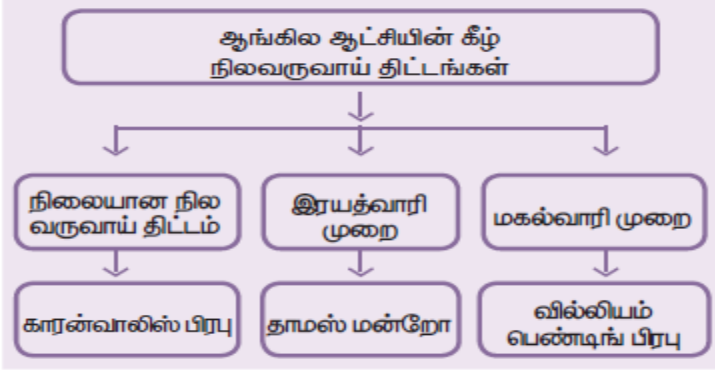 ஆங்கில ஆட்சியின் கீழ்
நிலவருவாய் திட்டங்கள்
நிலையான நில
வருவாய் திட்டம்
இரயத்வாரி
முறை
மகல்வாரி முறை
காரன்வாலிஸ் பிரபு
தாமஸ் மன்றோ
வில்லியம்
பெண்டிங் பிரபு